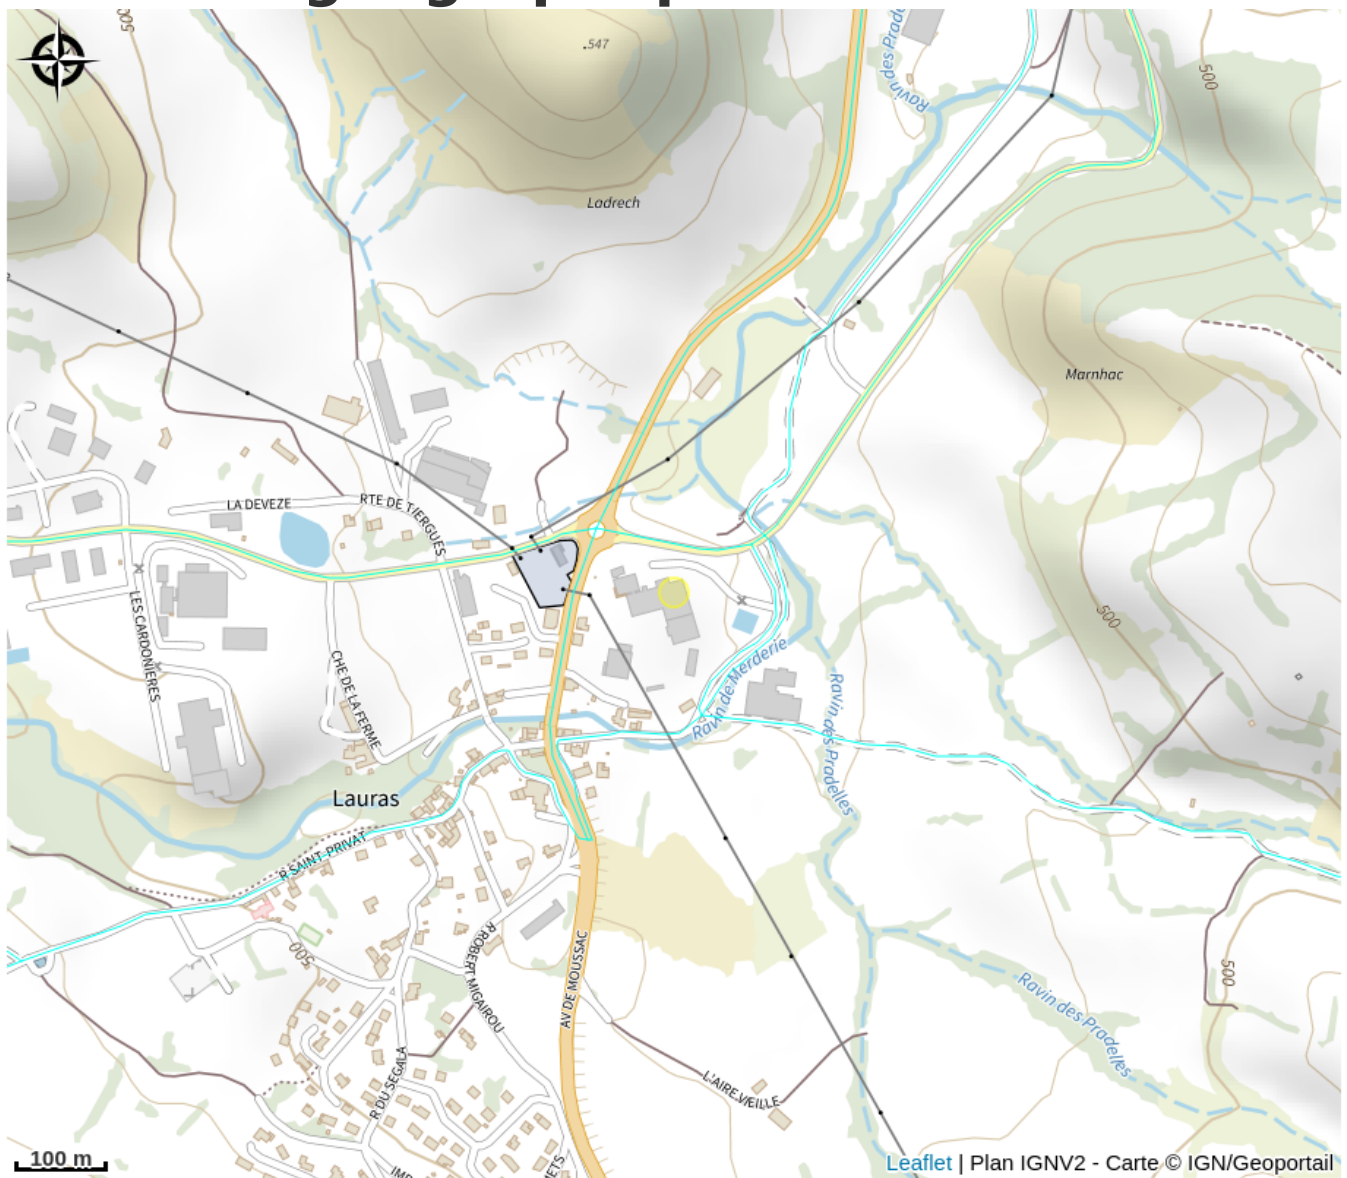 500
547
Ravin des Prade
500
Ladrech
Marnhac
LA DEVEZE
RTE DE TIERGUES
LES CARDONIERES
CHE DE LA FERME
500
Ravin de Merderie
Ravin des Pradelles
Lauras
R SAINT-PRIVAT
500
R ROBERT MIGAIROU
AV DE MOUSSAC
500
Ravin des Pradelles
R DU SEGALA
L'AIRE VIEILLE
100 m
Leaflet | Plan IGNV2 - Carte © IGN/Geoportail